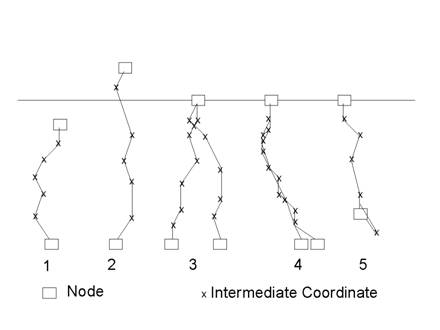 1 2 3 4 5
Node x Intermediate Coordinate